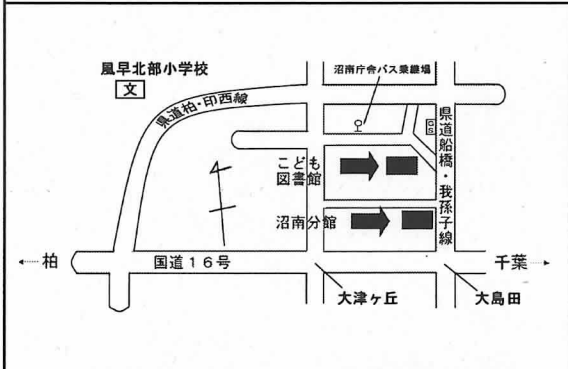 風早北部小学校
文
沼南庁舎バス乗継場
県道柏・印西線
GS
県道船橋・我孫子線
こども
図書館
沼南分館
柏
国道16号
千葉
大津ヶ丘
大島田